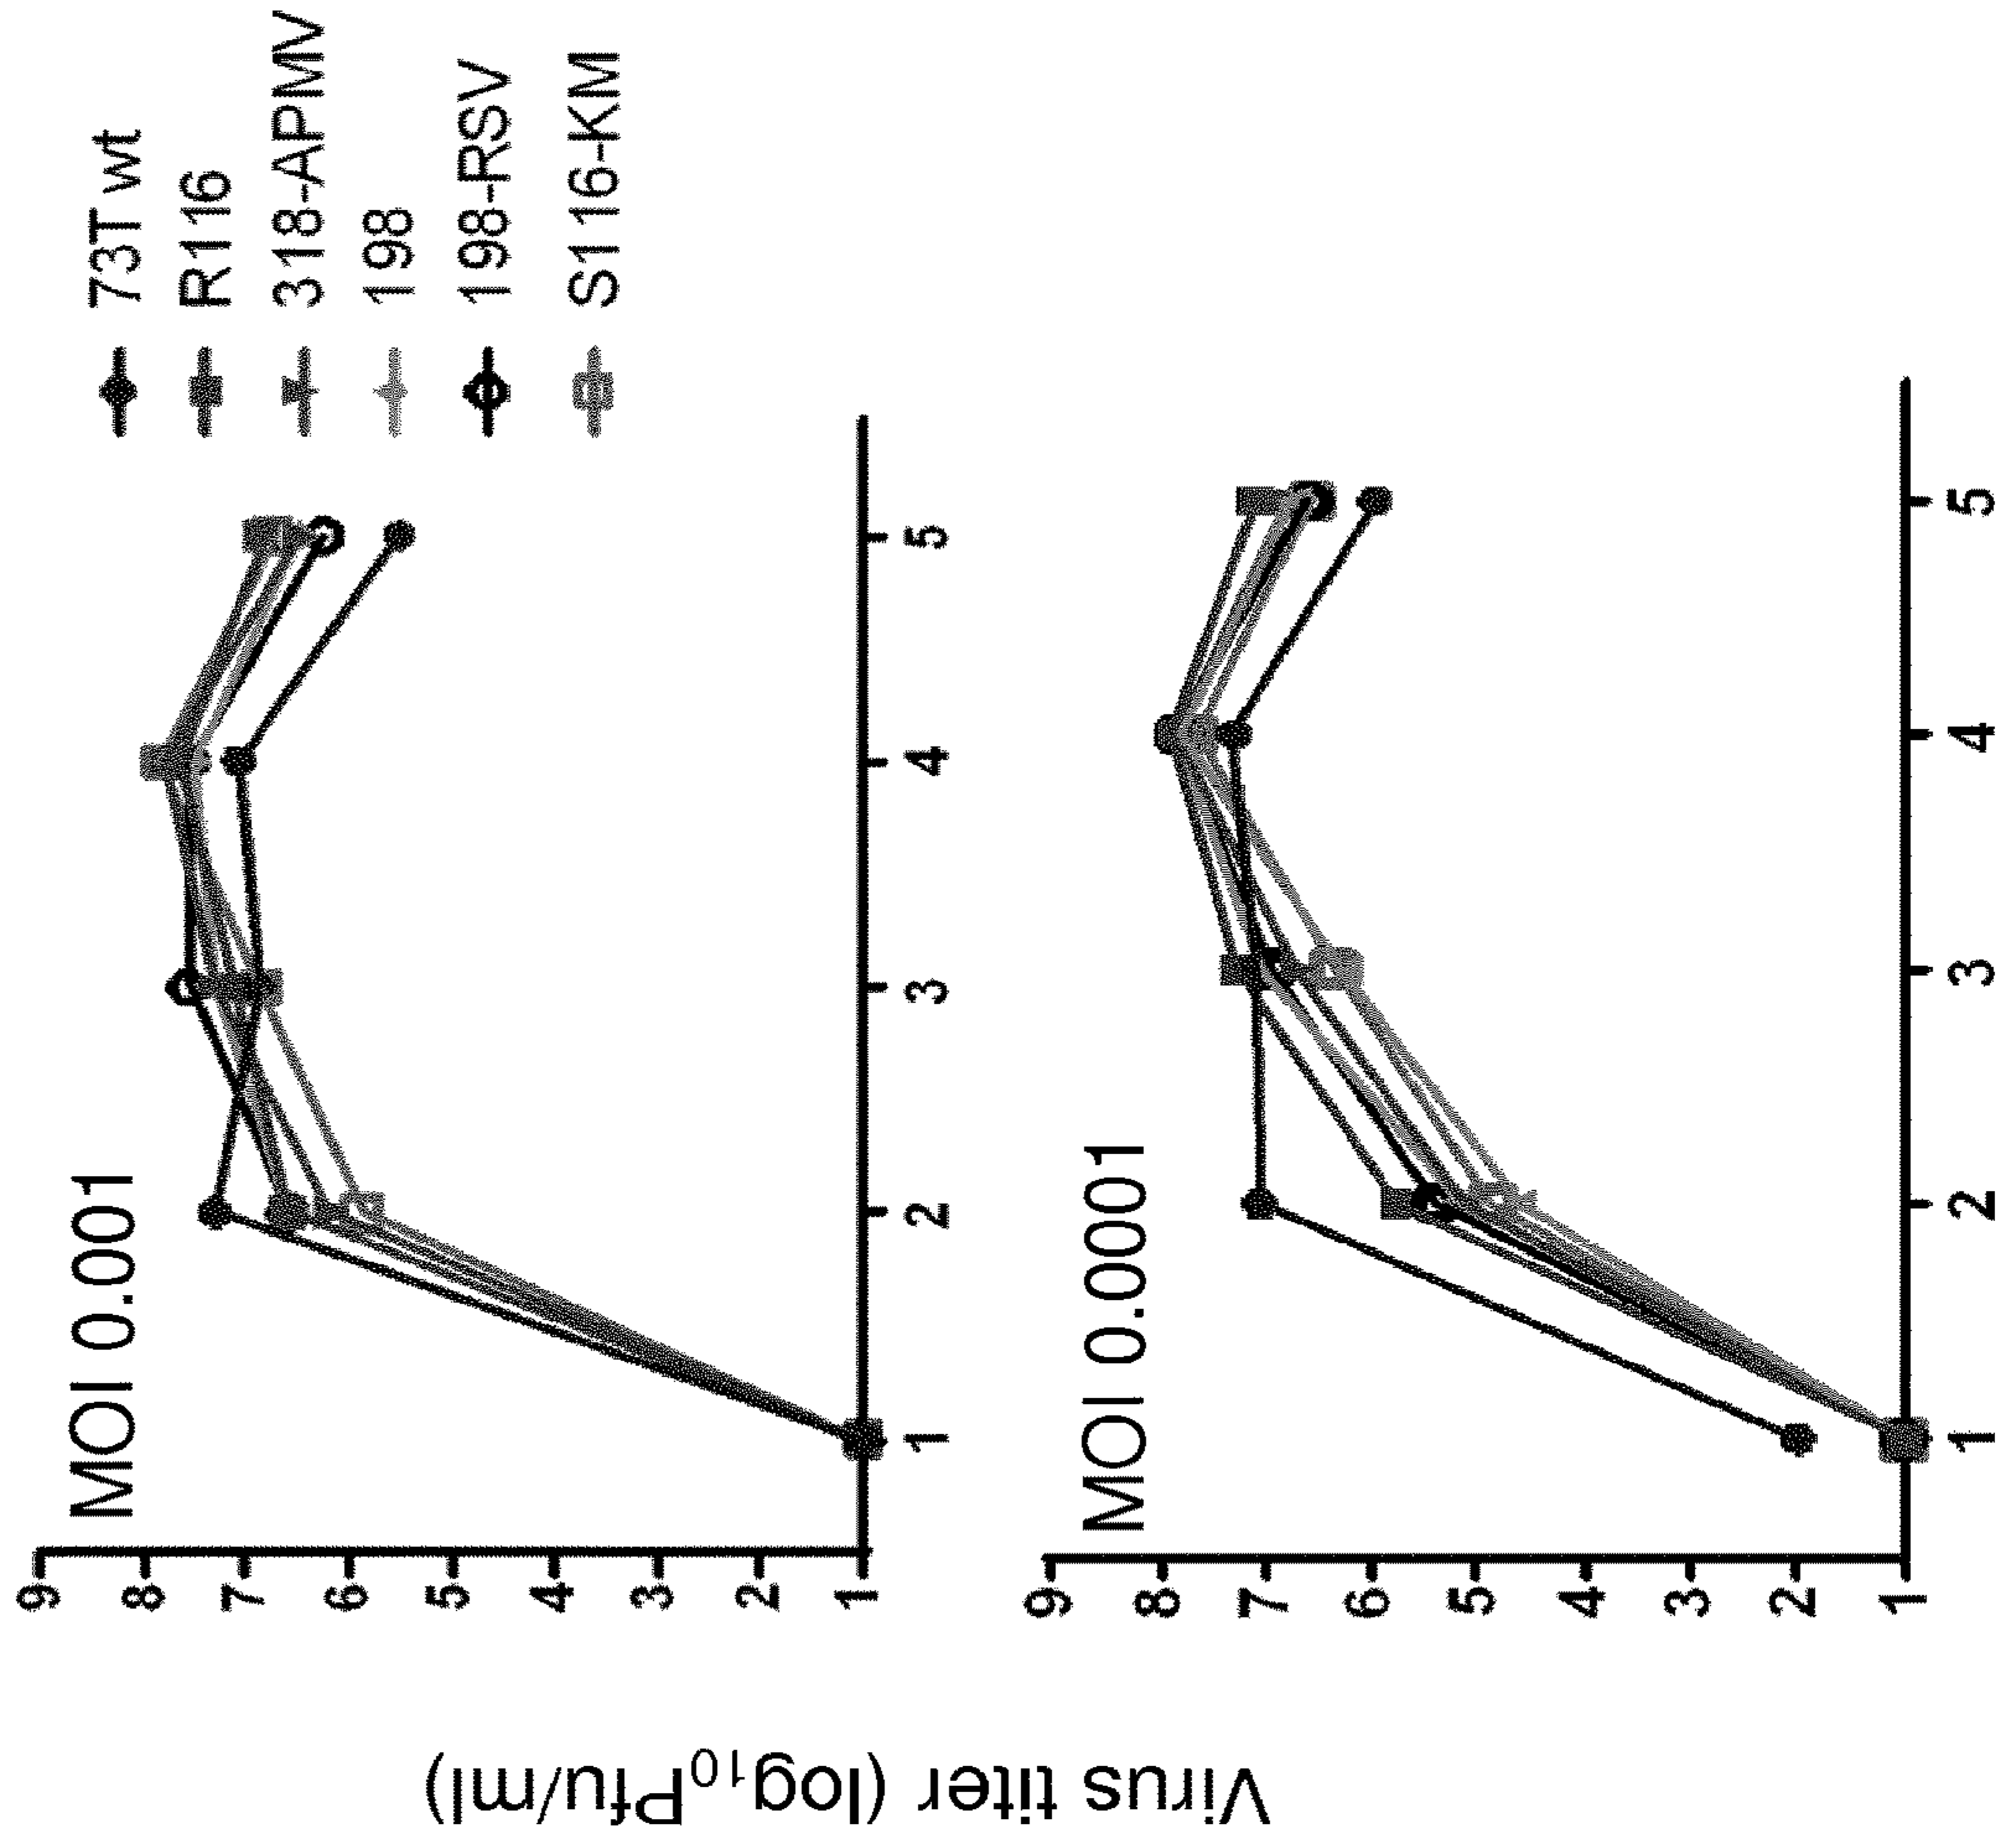 MOI 0.001
9
8
7
6
5
4
3
2
1
1 2 3 4 5
73T wt
R116
318-APMV
198
198-RSV
S116-KM
MOI 0.0001
9
8
7
6
5
4
3
2
1
1 2 3 4 5
Virus titer (log₁₀Pfu/ml)